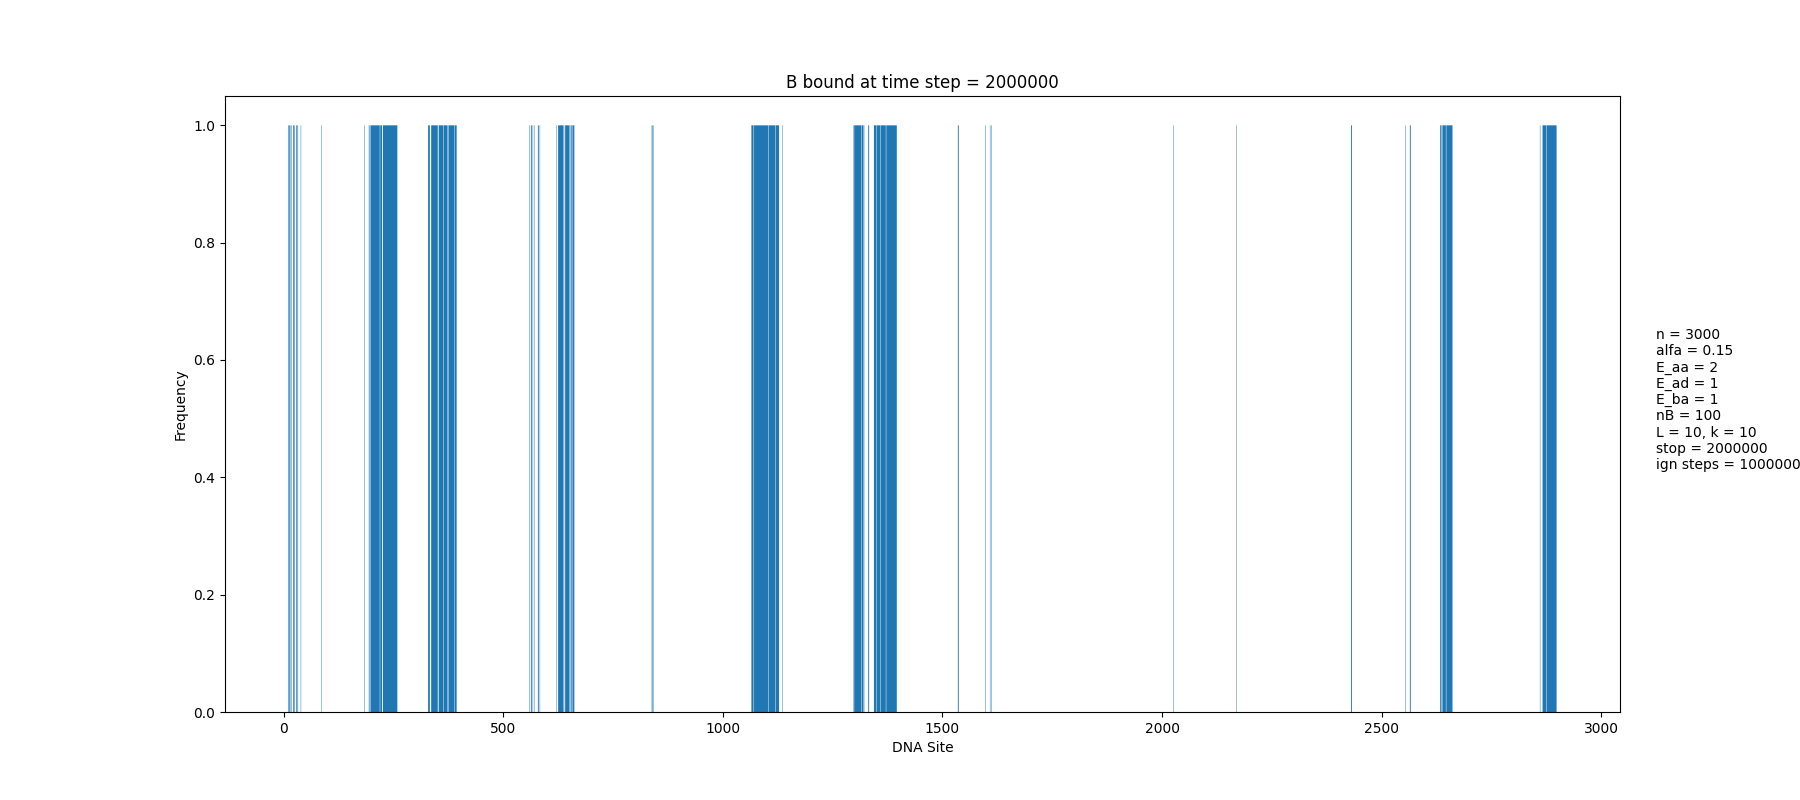 B bound at time step = 2000000
1.0
0.8
0.6
0.4
0.2
0.0
Frequency
0 500 1000 1500 2000 2500 3000
DNA Site
n = 3000
alfa = 0.15
E_aa = 2
E_ad = 1
E_ba = 1
nB = 100
L = 10, k = 10
stop = 2000000
ign steps = 1000000